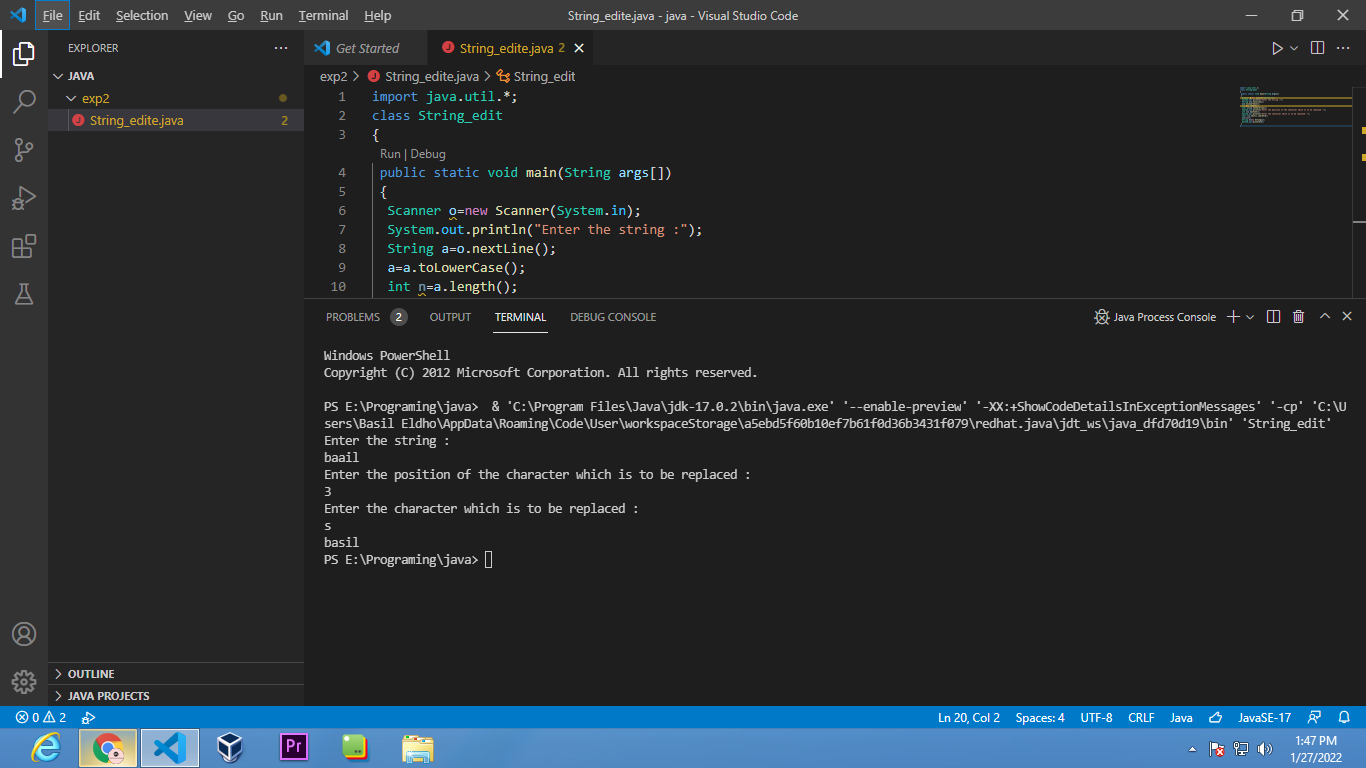 File Edit Selection View Go Run Terminal Help String_edite.java - java - Visual Studio Code
EXPLORER
JAVA
exp2
String_edite.java 2
OUTLINE
JAVA PROJECTS
Get Started String_edite.java 2
exp2 > String_edite.java > String_edit
1 import java.util.*;
2 class String_edit
3 {
Run | Debug
4 public static void main(String args[])
5 {
6 Scanner o=new Scanner(System.in);
7 System.out.println("Enter the string :");
8 String a=o.nextLine();
9 a=a.toLowerCase();
10 int n=a.length();
PROBLEMS 2 OUTPUT TERMINAL DEBUG CONSOLE Java Process Console
Windows PowerShell
Copyright (C) 2012 Microsoft Corporation. All rights reserved.
PS E:\Programing\java>  & 'C:\Program Files\Java\jdk-17.0.2\bin\java.exe' '--enable-preview' '-XX:+ShowCodeDetailsInExceptionMessages' '-cp' 'C:\U
sers\Basil Eldho\AppData\Roaming\Code\User\workspaceStorage\a5ebd5f60b10ef7b61f0d36b3431f079\redhat.java\jdt_ws\java_dfd70d19\bin' 'String_edit'
Enter the string :
baail
Enter the position of the character which is to be replaced :
3
Enter the character which is to be replaced :
s
basil
PS E:\Programing\java>
0 2 Ln 20, Col 2 Spaces: 4 UTF-8 CRLF Java JavaSE-17
Pr
1:47 PM
1/27/2022